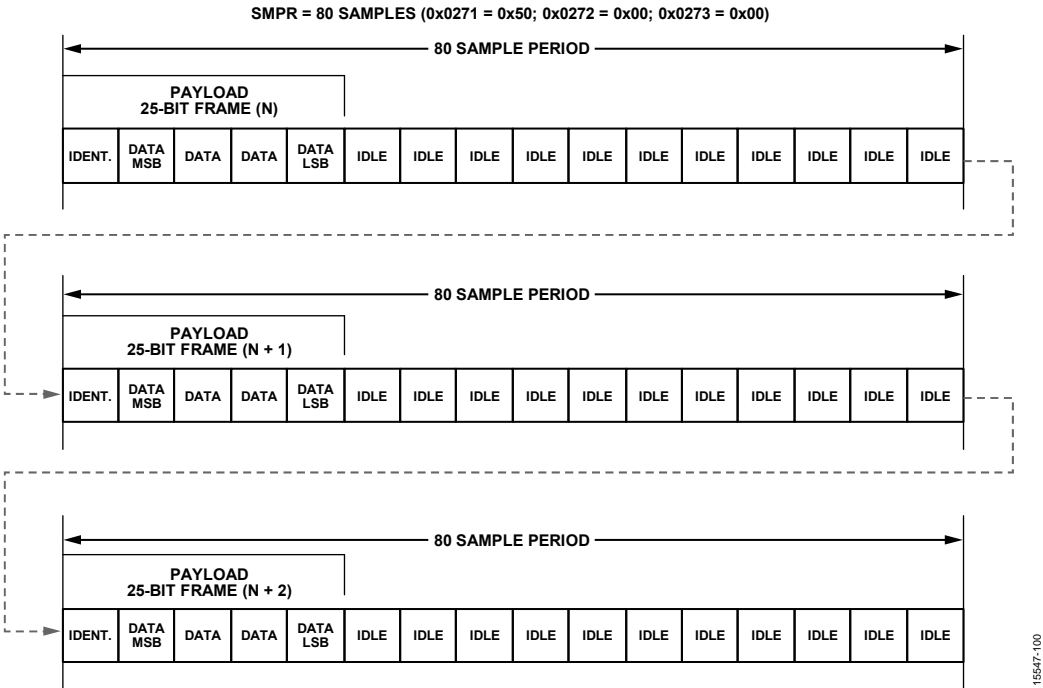 SMPR = 80 SAMPLES (0x0271 = 0x50; 0x0272 = 0x00; 0x0273 = 0x00)
80 SAMPLE PERIOD
PAYLOAD
25-BIT FRAME (N)
IDENT. DATA MSB DATA DATA DATA LSB IDLE IDLE IDLE IDLE IDLE IDLE IDLE IDLE IDLE IDLE IDLE
80 SAMPLE PERIOD
PAYLOAD
25-BIT FRAME (N + 1)
IDENT. DATA MSB DATA DATA DATA LSB IDLE IDLE IDLE IDLE IDLE IDLE IDLE IDLE IDLE IDLE IDLE
80 SAMPLE PERIOD
PAYLOAD
25-BIT FRAME (N + 2)
IDENT. DATA MSB DATA DATA DATA LSB IDLE IDLE IDLE IDLE IDLE IDLE IDLE IDLE IDLE IDLE IDLE
15547-100